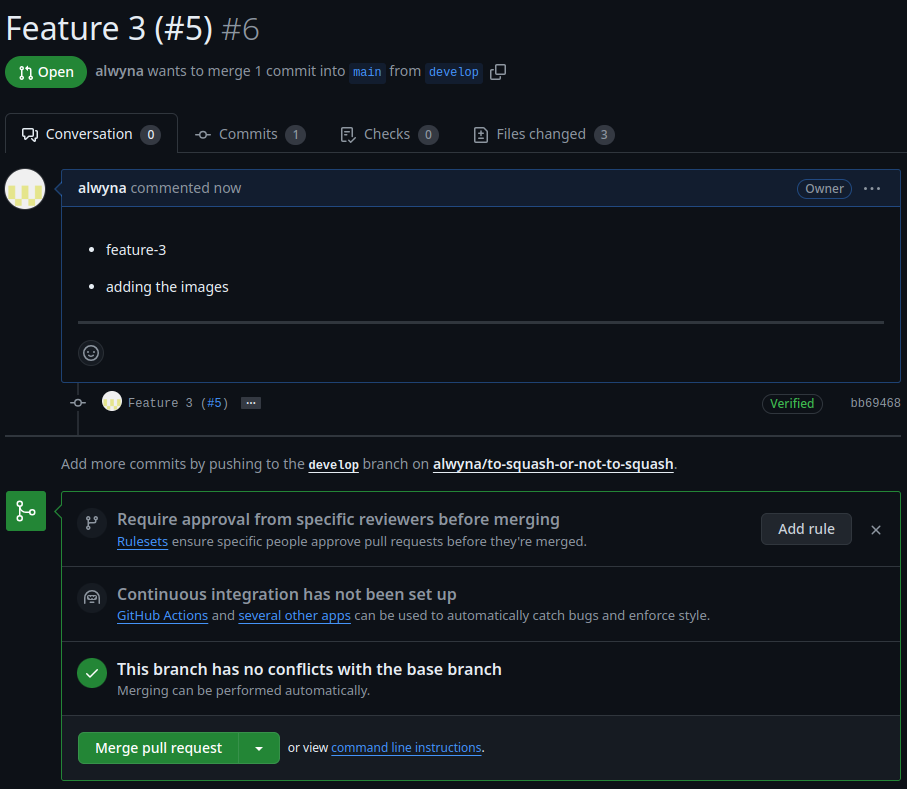 Feature 3 (#5) #6
Open alwyna wants to merge 1 commit into main from develop
Conversation 0 Commits 1 Checks 0 Files changed 3
alwyna commented now Owner
feature-3
adding the images
Feature 3 (#5) Verified bb69468
Add more commits by pushing to the develop branch on alwyna/to-squash-or-not-to-squash.
Require approval from specific reviewers before merging
Rulesets ensure specific people approve pull requests before they're merged.
Add rule
Continuous integration has not been set up
GitHub Actions and several other apps can be used to automatically catch bugs and enforce style.
This branch has no conflicts with the base branch
Merging can be performed automatically.
Merge pull request or view command line instructions.